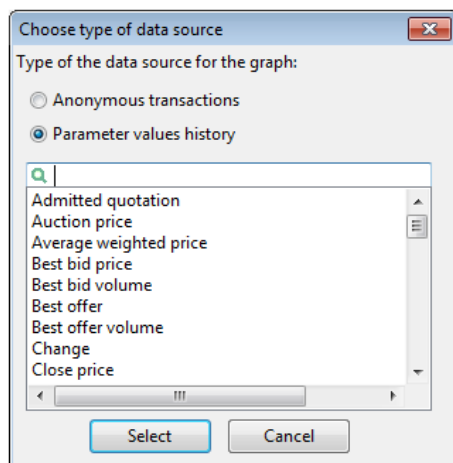 Choose type of data source
Type of the data source for the graph:
Anonymous transactions
Parameter values history
Admitted quotation
Auction price
Average weighted price
Best bid price
Best bid volume
Best offer
Best offer volume
Change
Close price
Select
Cancel